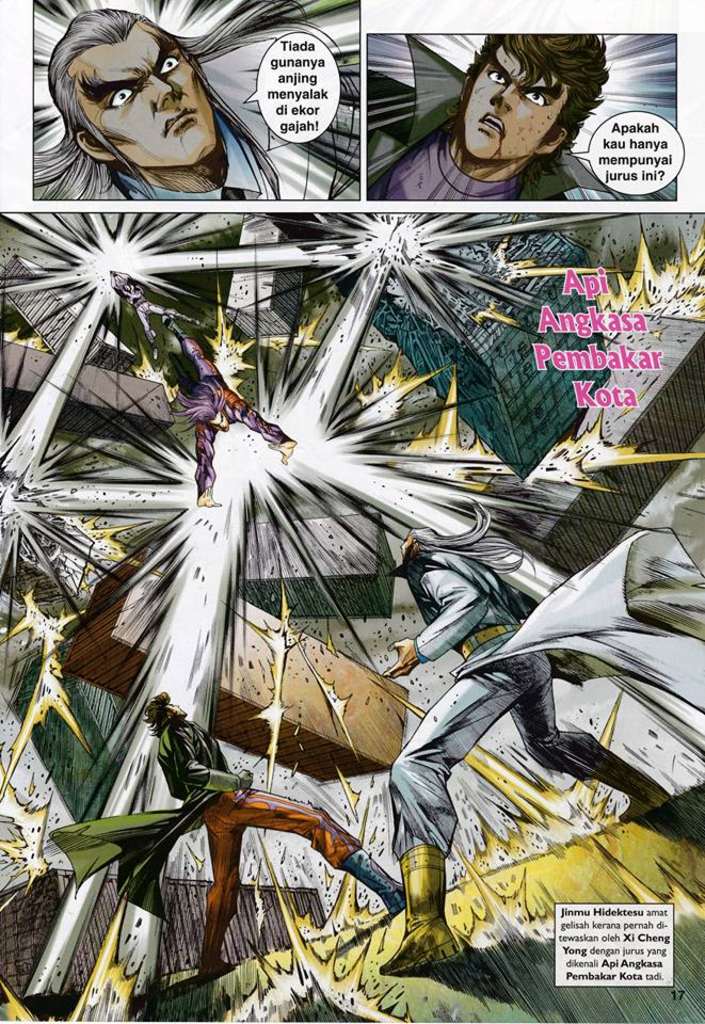 Tiada
gunanya
anjing
menyalak
di ekor
gajah!
Apakah
kau hanya
mempunyai
jurus ini?
Api
Angkasa
Pembakar
Kota
Jinmu Hidektesu amat
gelisah kerana pernah di-
tewaskan oleh Xi Cheng
Yong dengan jurus yang
dikenali Api Angkasa
Pembakar Kota tadi.
17